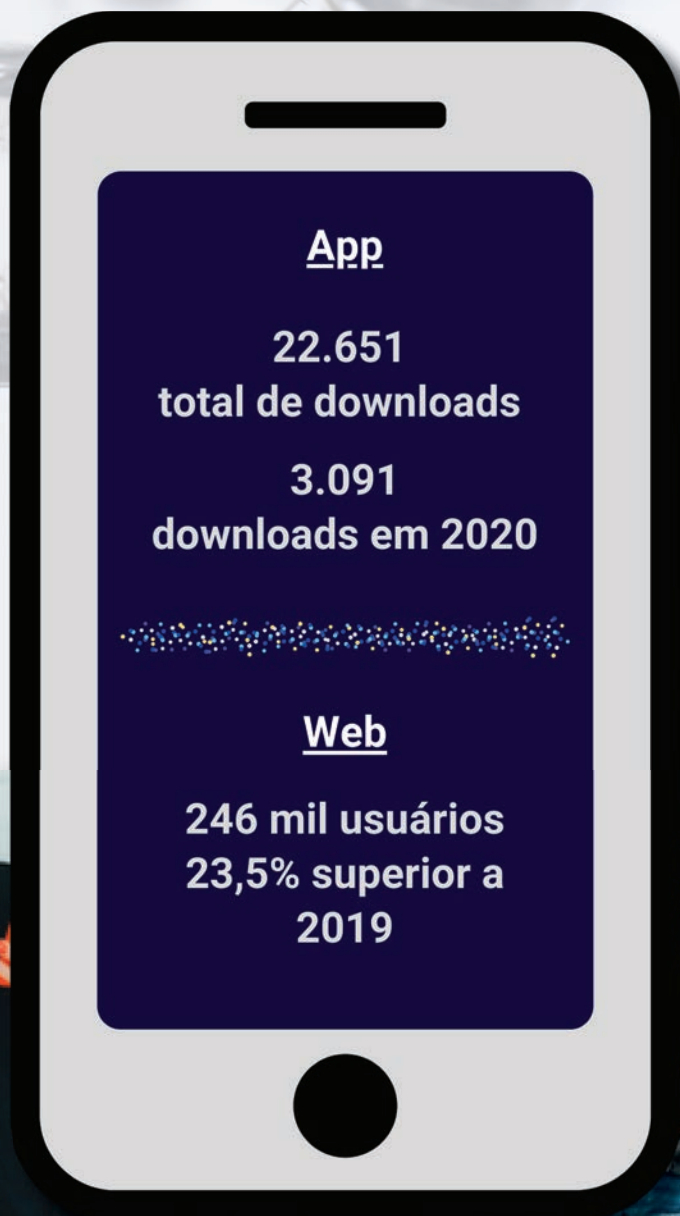 App
22.651
total de downloads
3.091
downloads em 2020
Web
246 mil usuários
23,5% superior a
2019